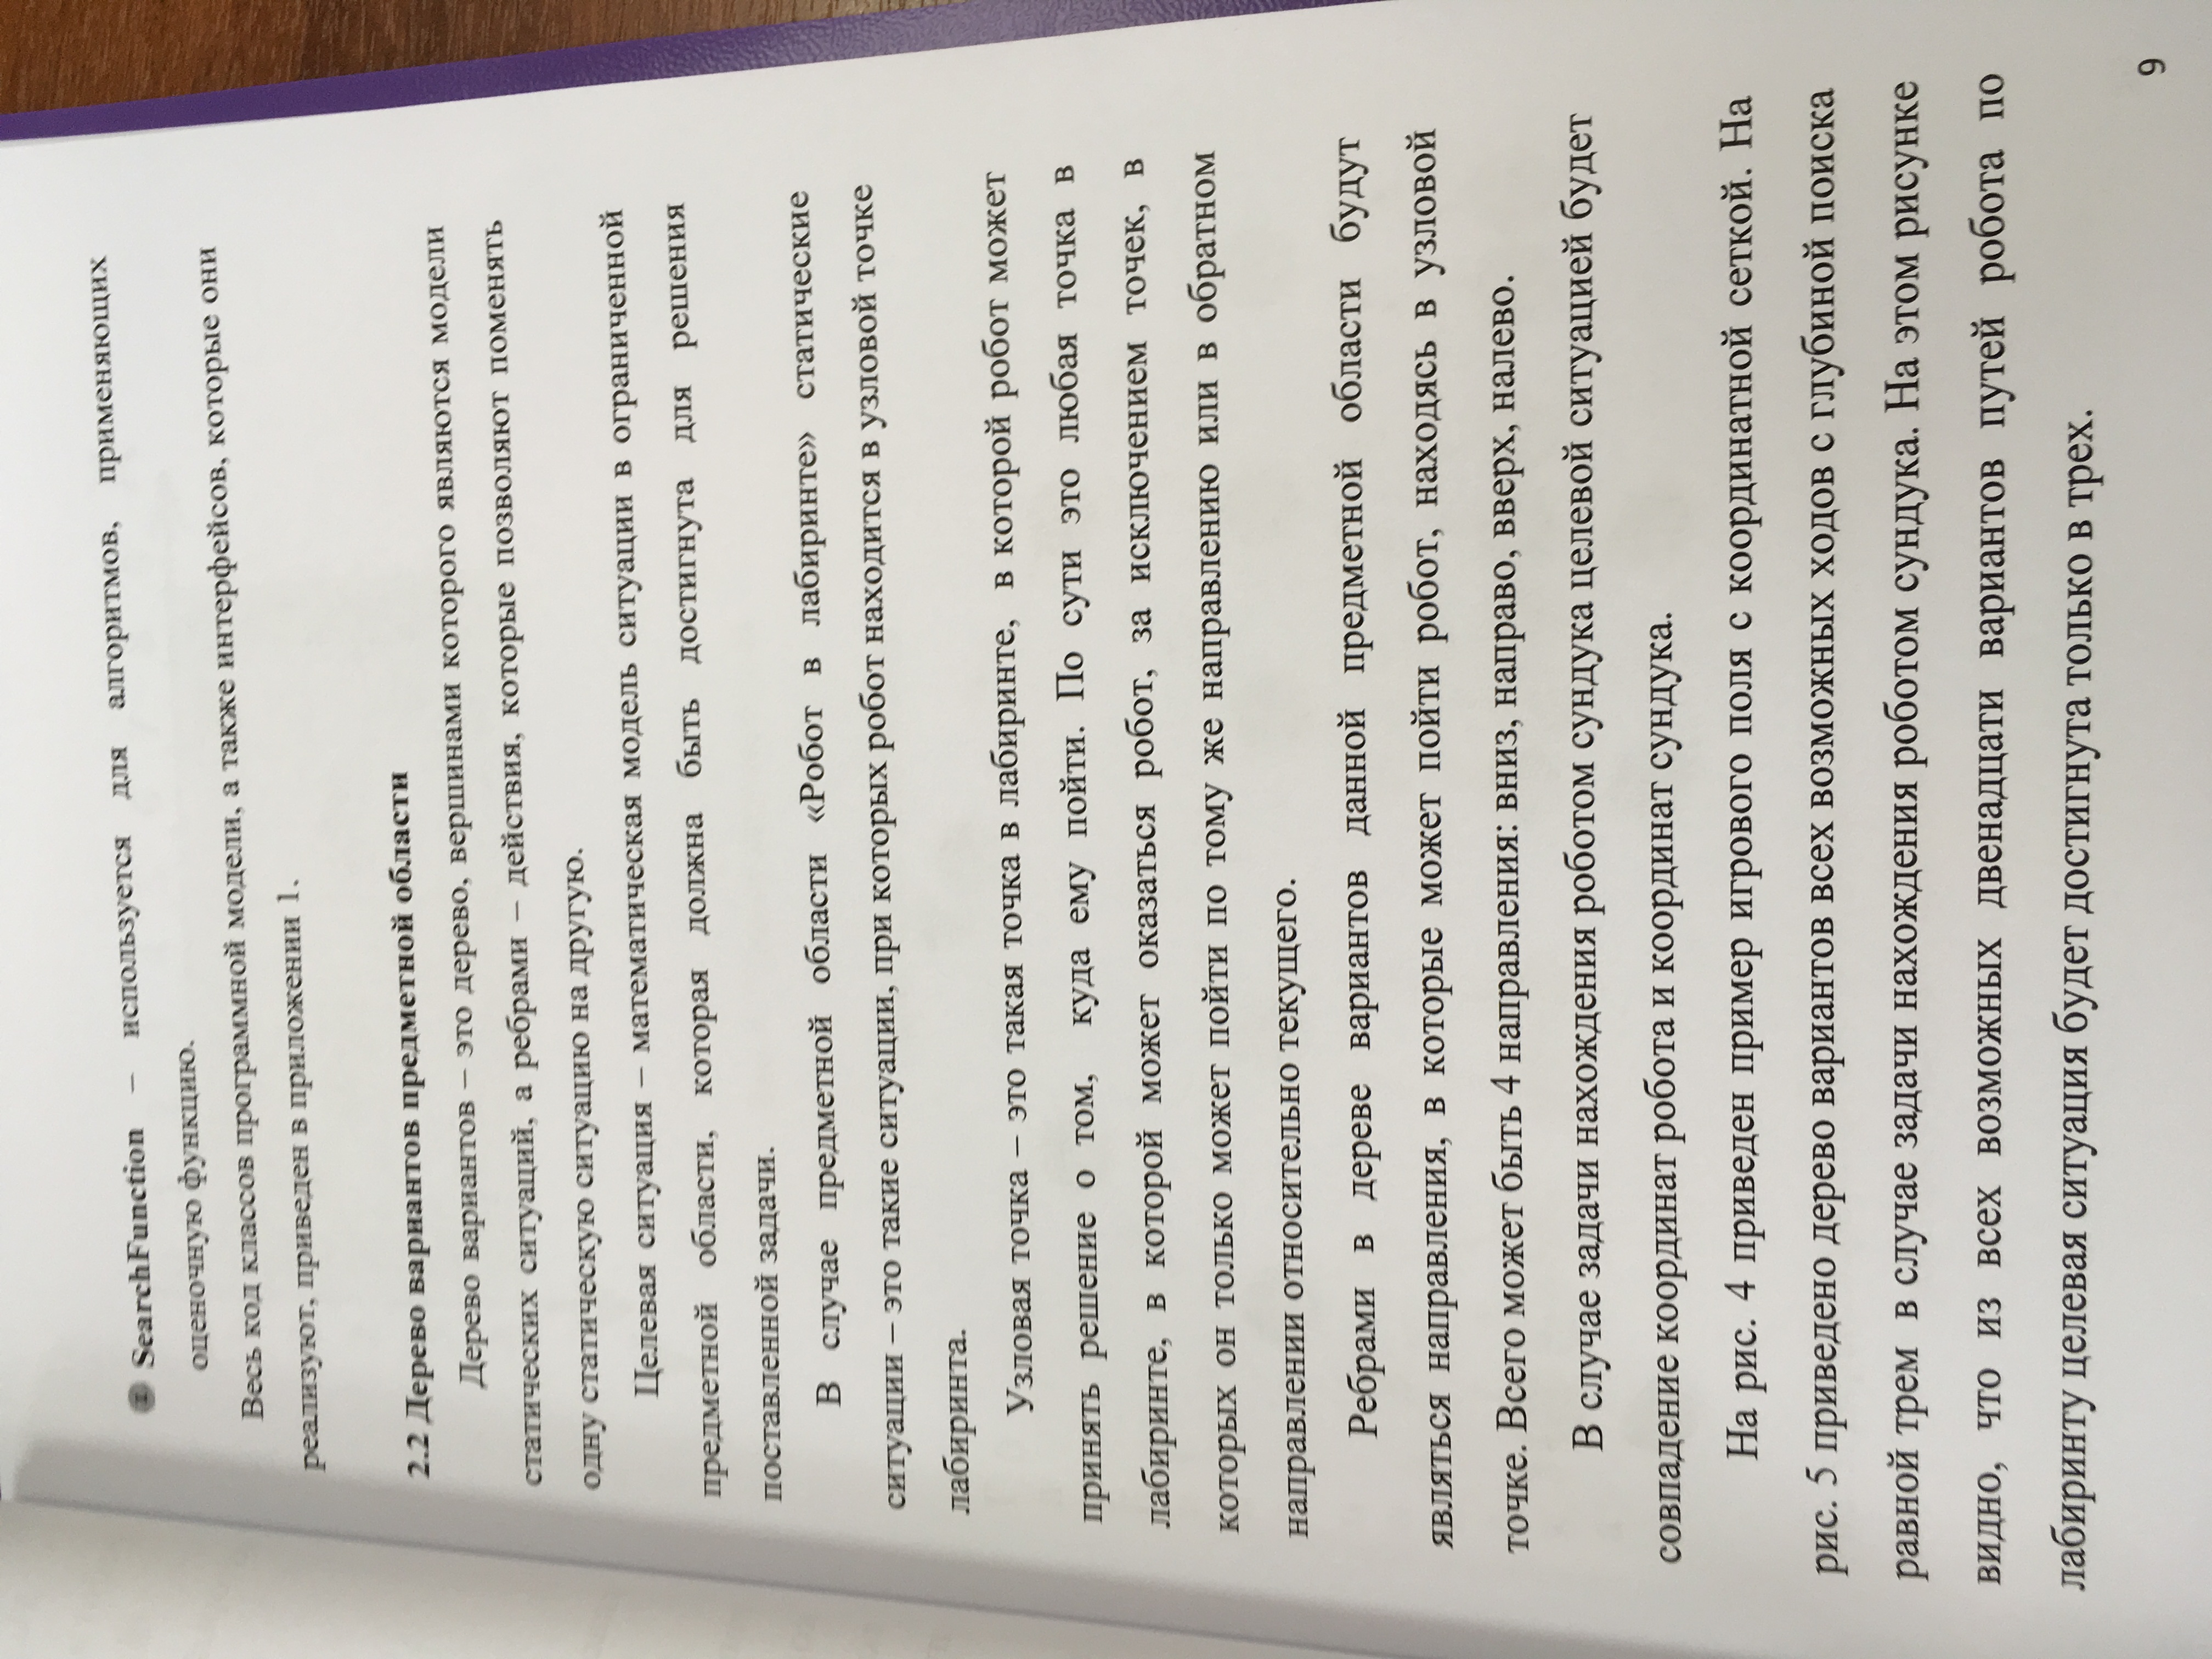 SearchFunction – используется для алгоритмов, применяющих
оценочную функцию.
Весь код классов программной модели, а также интерфейсов, которые они
реализуют, приведен в приложении 1.
2.2 Дерево вариантов предметной области
Дерево вариантов – это дерево, вершинами которого являются модели
статических ситуаций, а ребрами – действия, которые позволяют поменять
одну статическую ситуацию на другую.
Целевая ситуация – математическая модель ситуации в ограниченной
предметной области, которая должна быть достигнута для решения
поставленной задачи.
В случае предметной области «Робот в лабиринте» статические
ситуации – это такие ситуации, при которых робот находится в узловой точке
лабиринта.
Узловая точка – это такая точка в лабиринте, в которой робот может
принять решение о том, куда ему пойти. По сути это любая точка в
лабиринте, в которой может оказаться робот, за исключением точек, в
которых он только может пойти по тому же направлению или в обратном
направлении относительно текущего.
Ребрами в дереве вариантов данной предметной области будут
являться направления, в которые может пойти робот, находясь в узловой
точке. Всего может быть 4 направления: вниз, направо, вверх, налево.
В случае задачи нахождения роботом сундука целевой ситуацией будет
совпадение координат робота и координат сундука.
На рис. 4 приведен пример игрового поля с координатной сеткой. На
рис. 5 приведено дерево вариантов всех возможных ходов с глубиной поиска
равной трем в случае задачи нахождения роботом сундука. На этом рисунке
видно, что из всех возможных двенадцати вариантов путей робота по
лабиринту целевая ситуация будет достигнута только в трех.
9